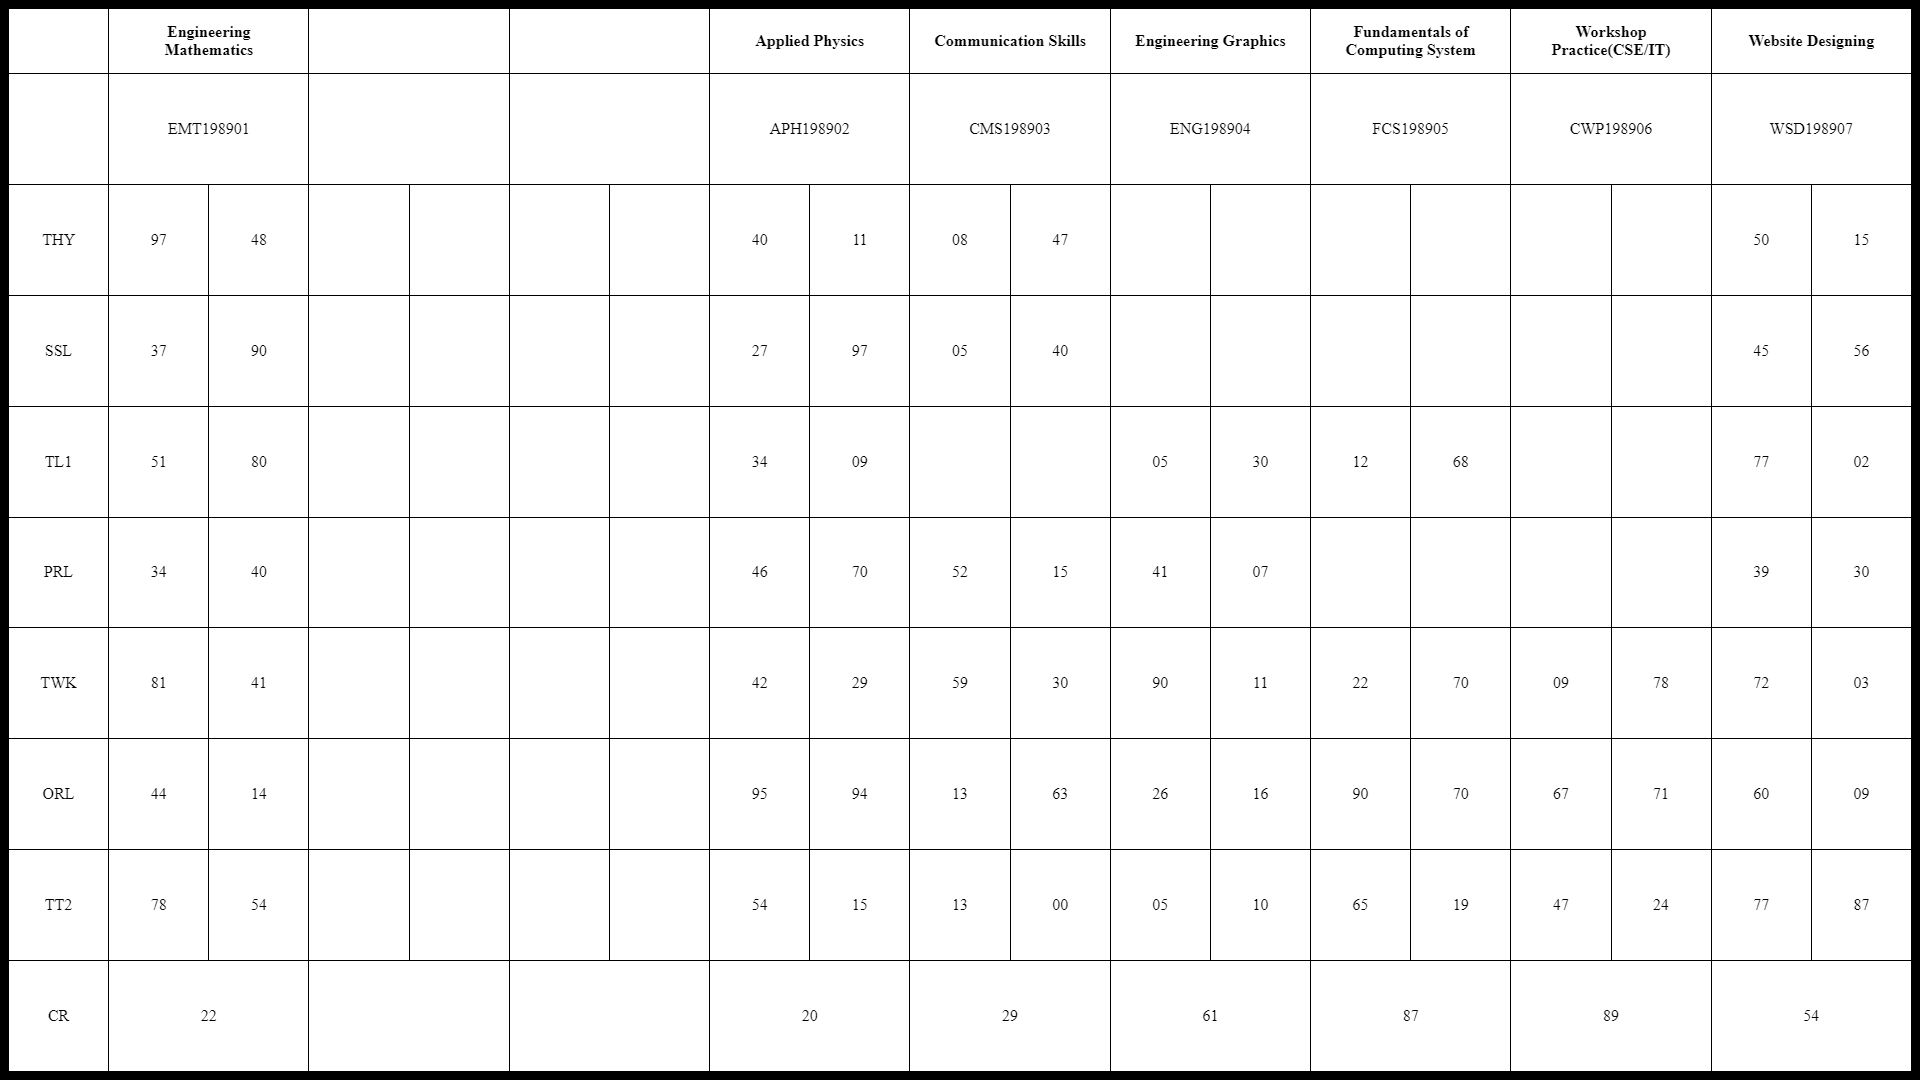 Engineering Mathematics Applied Physics Communication Skills Engineering Graphics Fundamentals of Computing System Workshop Practice(CSE/IT) Website Designing
EMT198901 APH198902 CMS198903 ENG198904 FCS198905 CWP198906 WSD198907
THY 97 48 40 11 08 47 50 15
SSL 37 90 27 97 05 40 45 56
TL1 51 80 34 09 05 30 12 68 77 02
PRL 34 40 46 70 52 15 41 07 39 30
TWK 81 41 42 29 59 30 90 11 22 70 09 78 72 03
ORL 44 14 95 94 13 63 26 16 90 70 67 71 60 09
TT2 78 54 54 15 13 00 05 10 65 19 47 24 77 87
CR 22 20 29 61 87 89 54